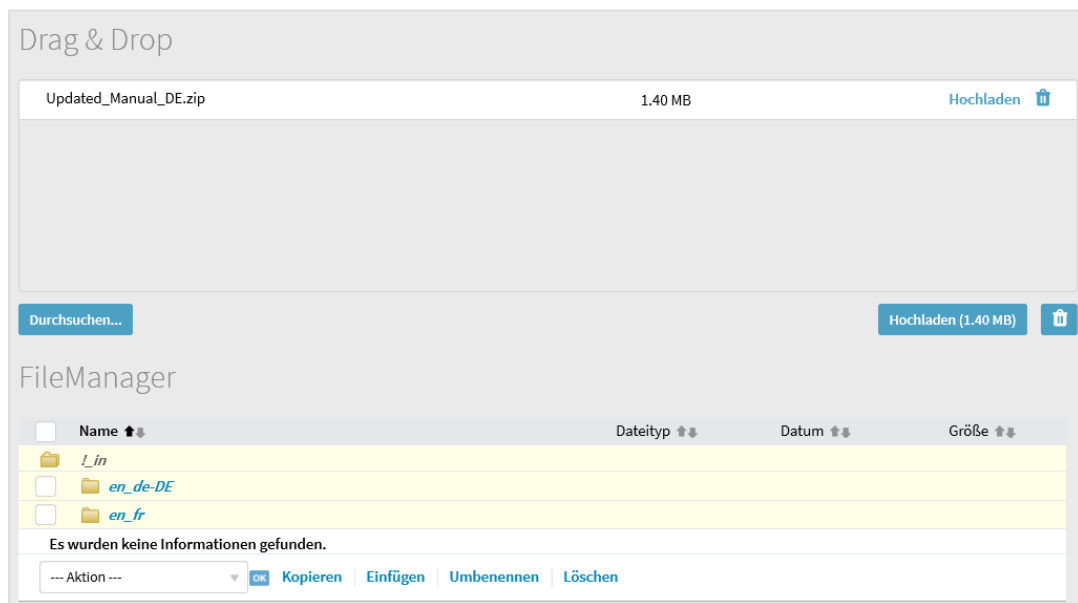 Drag & Drop
Updated_Manual_DE.zip 1.40 MB Hochladen
Durchsuchen... Hochladen (1.40 MB)
FileManager
Name Dateityp Datum Größe
!_in
en_de-DE
en_fr
Es wurden keine Informationen gefunden.
--- Aktion --- OK Kopieren Einfügen Umbenennen Löschen